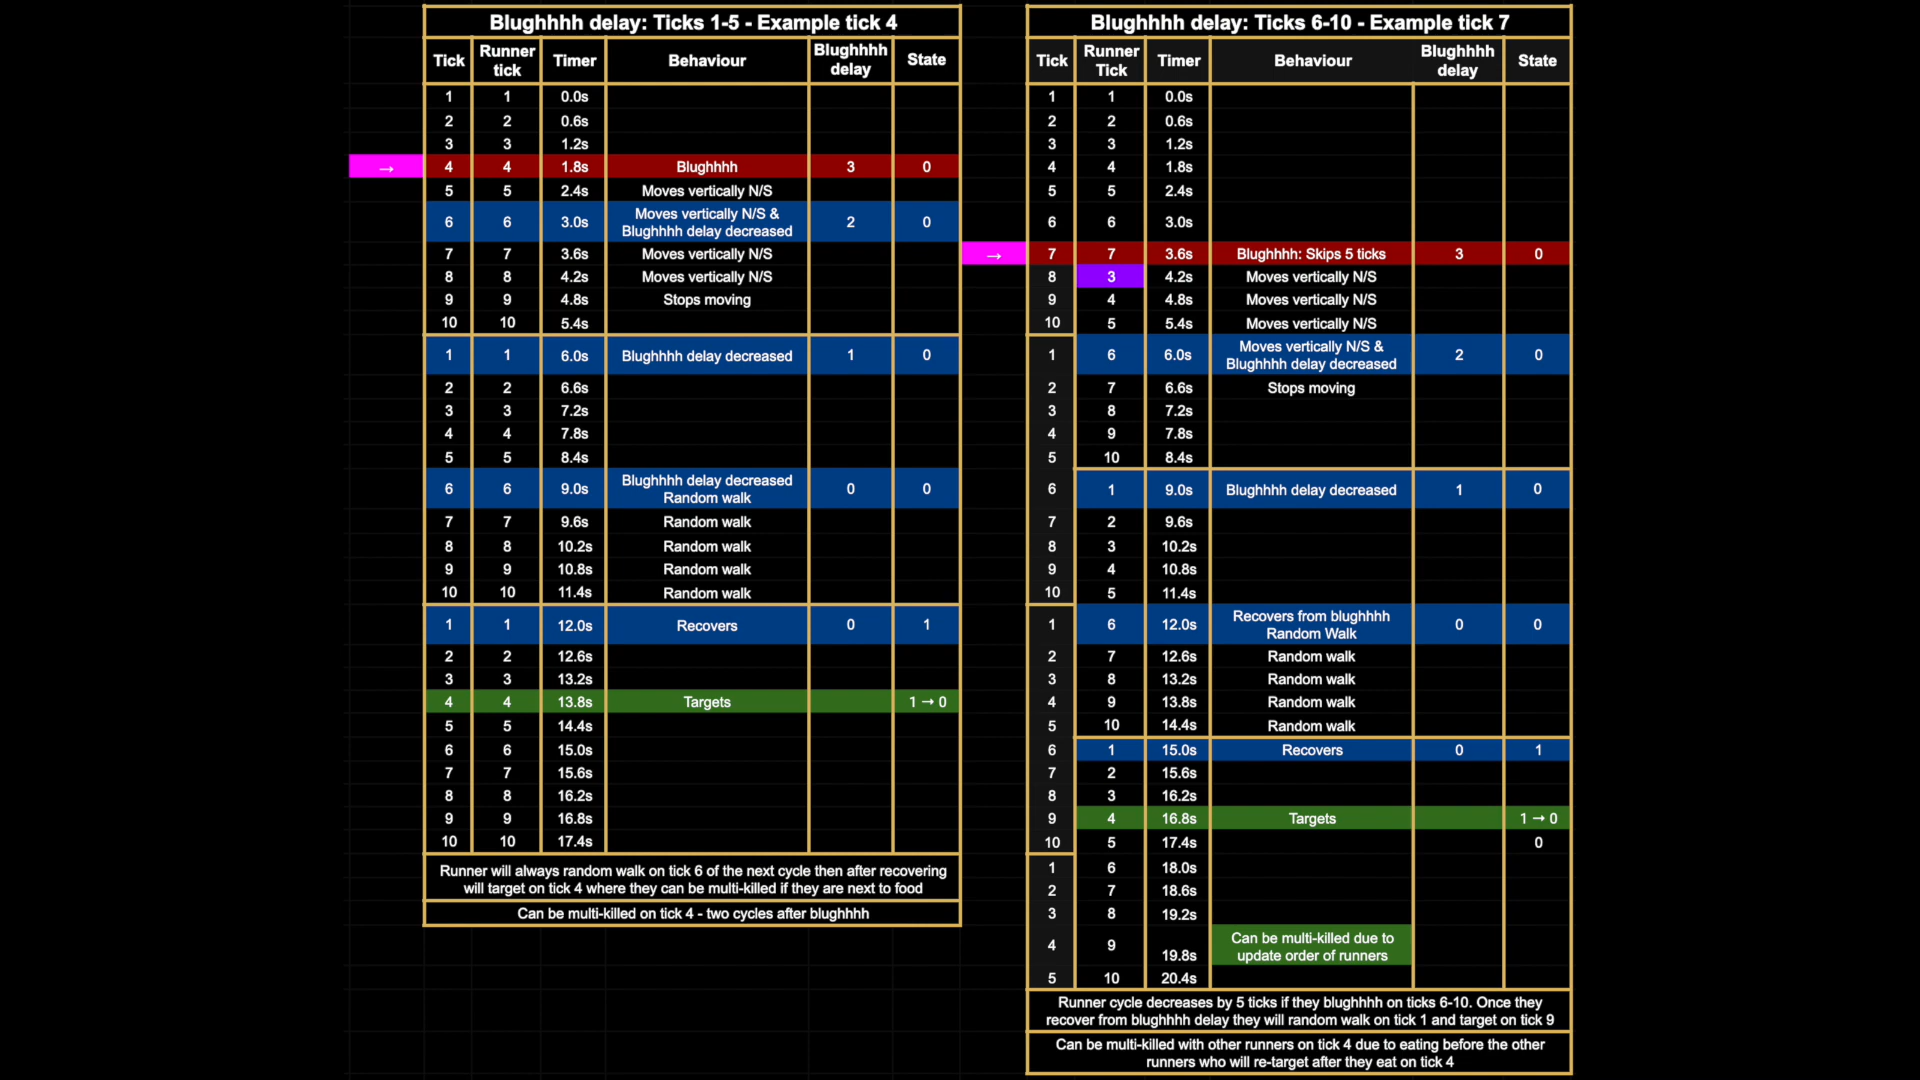 Blughhhh delay: Ticks 1-5 - Example tick 4
Tick Runner tick Timer Behaviour Blughhhh delay State
1 1 0.0s
2 2 0.6s
3 3 1.2s
→ 4 4 1.8s Blughhhh 3 0
5 5 2.4s Moves vertically N/S
6 6 3.0s Moves vertically N/S & Blughhhh delay decreased 2 0
7 7 3.6s Moves vertically N/S
8 8 4.2s Moves vertically N/S
9 9 4.8s Stops moving
10 10 5.4s
1 1 6.0s Blughhhh delay decreased 1 0
2 2 6.6s
3 3 7.2s
4 4 7.8s
5 5 8.4s
6 6 9.0s Blughhhh delay decreased Random walk 0 0
7 7 9.6s Random walk
8 8 10.2s Random walk
9 9 10.8s Random walk
10 10 11.4s Random walk
1 1 12.0s Recovers 0 1
2 2 12.6s
3 3 13.2s
4 4 13.8s Targets 1 → 0
5 5 14.4s
6 6 15.0s
7 7 15.6s
8 8 16.2s
9 9 16.8s
10 10 17.4s
Runner will always random walk on tick 6 of the next cycle then after recovering
will target on tick 4 where they can be multi-killed if they are next to food
Can be multi-killed on tick 4 - two cycles after blughhhh
Blughhhh delay: Ticks 6-10 - Example tick 7
Tick Runner Tick Timer Behaviour Blughhhh delay State
1 1 0.0s
2 2 0.6s
3 3 1.2s
4 4 1.8s
5 5 2.4s
6 6 3.0s
→ 7 7 3.6s Blughhhh: Skips 5 ticks 3 0
8 3 4.2s Moves vertically N/S
9 4 4.8s Moves vertically N/S
10 5 5.4s Moves vertically N/S
1 6 6.0s Moves vertically N/S & Blughhhh delay decreased 2 0
2 7 6.6s Stops moving
3 8 7.2s
4 9 7.8s
5 10 8.4s
6 1 9.0s Blughhhh delay decreased 1 0
7 2 9.6s
8 3 10.2s
9 4 10.8s
10 5 11.4s
1 6 12.0s Recovers from blughhhh Random Walk 0 0
2 7 12.6s Random walk
3 8 13.2s Random walk
4 9 13.8s Random walk
5 10 14.4s Random walk
6 1 15.0s Recovers 0 1
7 2 15.6s
8 3 16.2s
9 4 16.8s Targets 1 → 0
10 5 17.4s 0
1 6 18.0s
2 7 18.6s
3 8 19.2s
4 9 19.8s Can be multi-killed due to update order of runners
5 10 20.4s
Runner cycle decreases by 5 ticks if they blughhhh on ticks 6-10. Once they
recover from blughhhh delay they will random walk on tick 1 and target on tick 9
Can be multi-killed with other runners on tick 4 due to eating before the other
runners who will re-target after they eat on tick 4